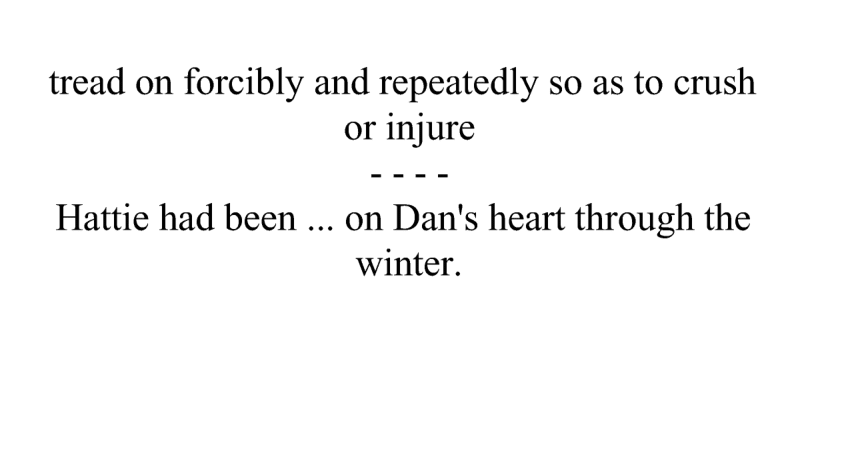 tread on forcibly and repeatedly so as to crush
or injure
- - - -
Hattie had been ... on Dan's heart through the
winter.